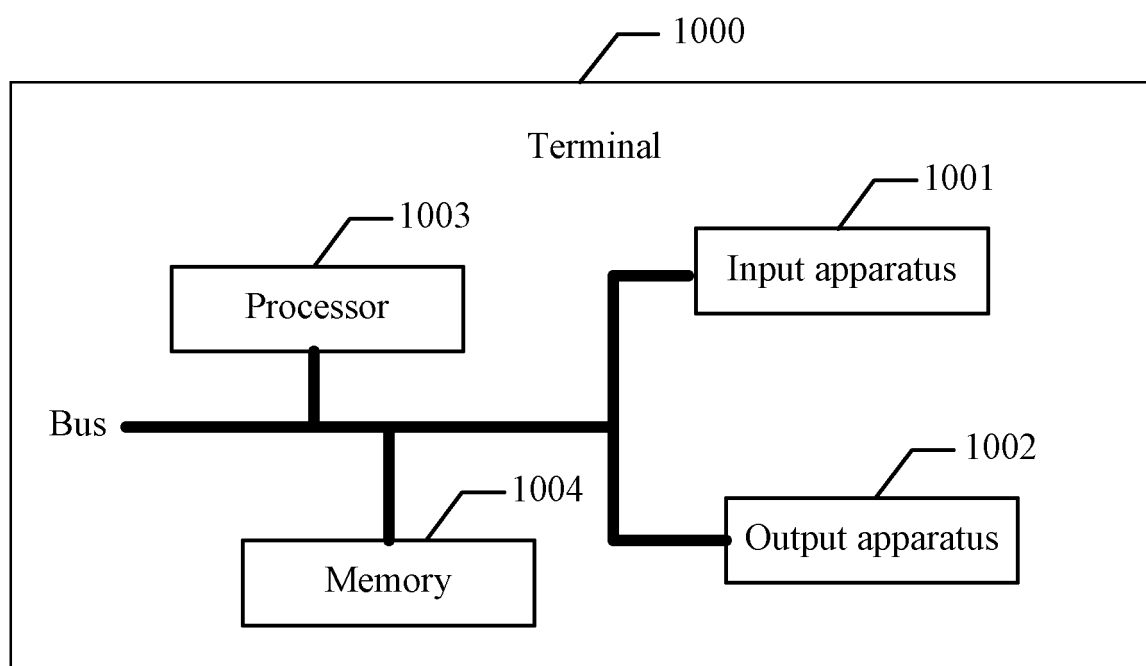 1000
Terminal
1001
1003
Input apparatus
Processor
Bus
1002
1004
Output apparatus
Memory